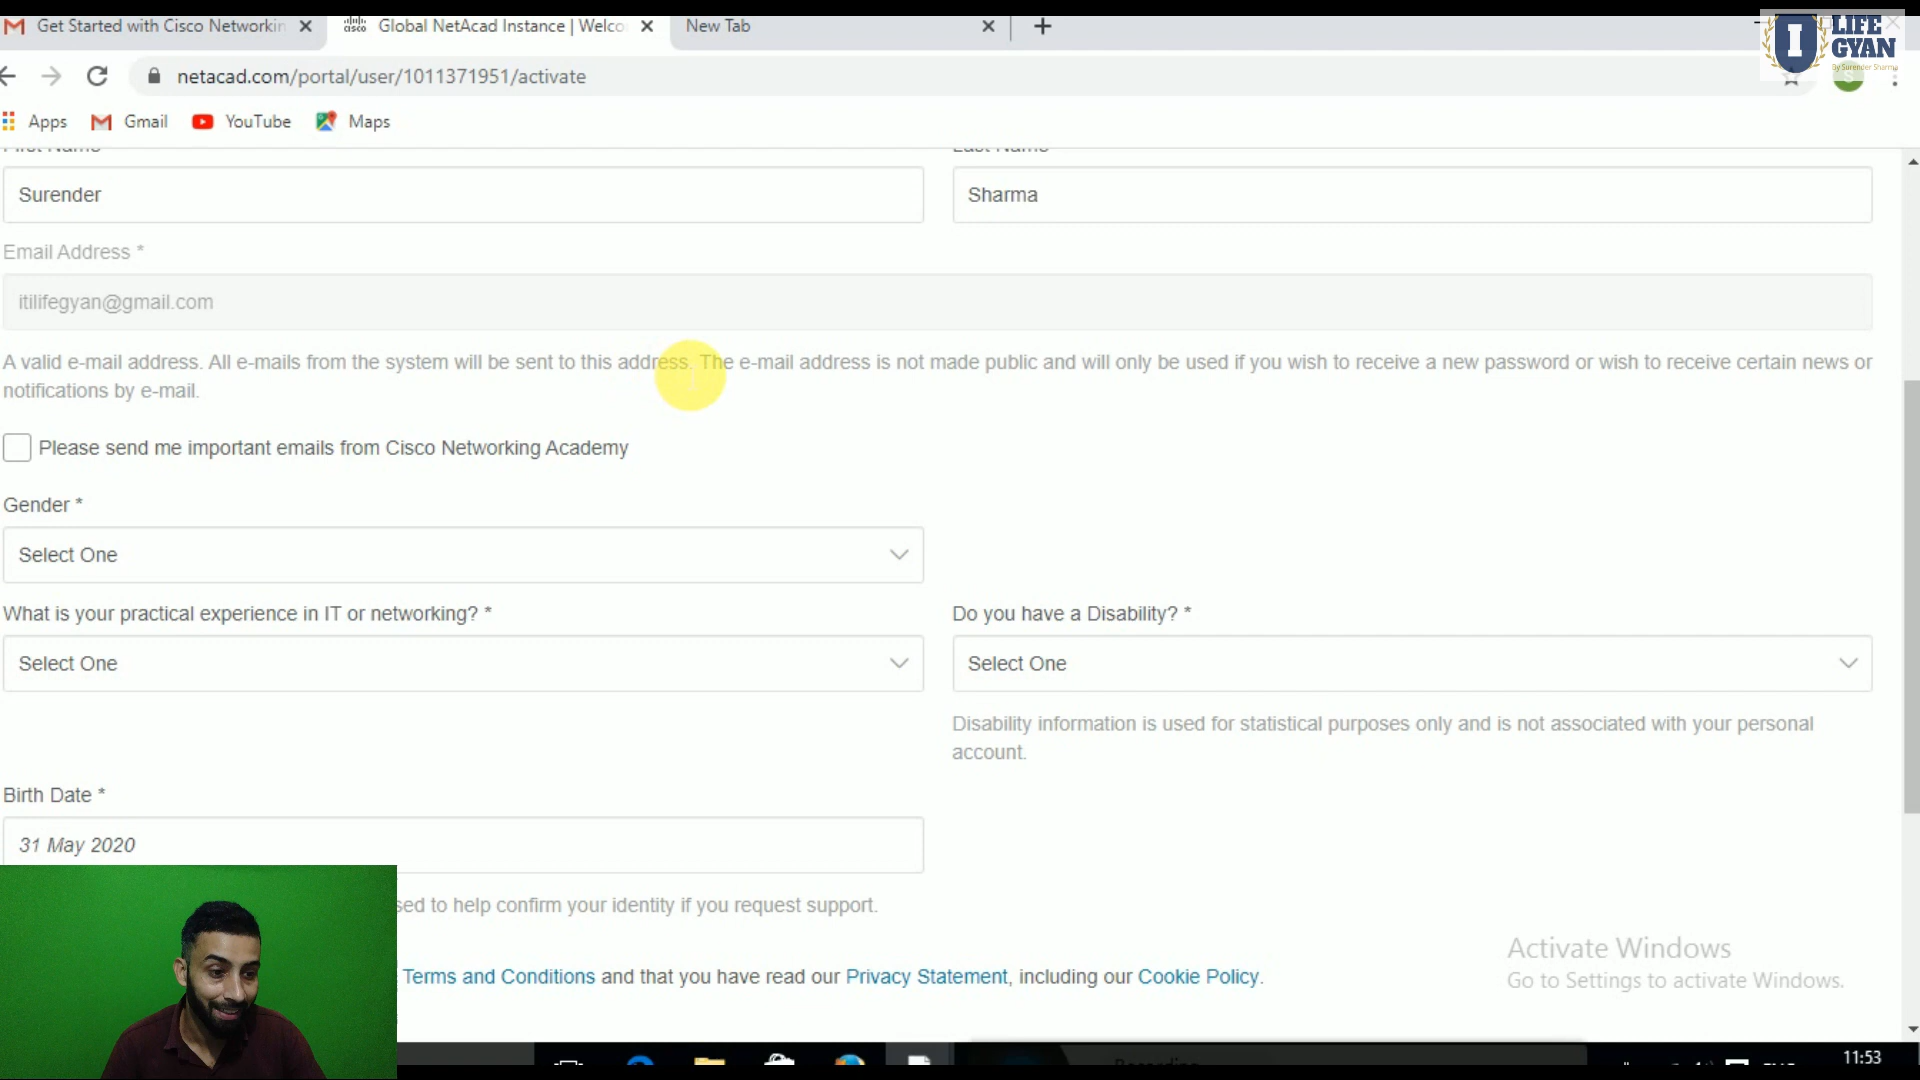 Get Started with Cisco Networkin
cisco
Global NetAcad Instance | Welco
New Tab
I LIFE GYAN
By Surender Sharma
netacad.com/portal/user/1011371951/activate
Apps
Gmail
YouTube
Maps
First Name
Last Name
Surender
Sharma
Email Address *
itilifegyan@gmail.com
A valid e-mail address. All e-mails from the system will be sent to this address. The e-mail address is not made public and will only be used if you wish to receive a new password or wish to receive certain news or
notifications by e-mail.
Please send me important emails from Cisco Networking Academy
Gender *
Select One
What is your practical experience in IT or networking? *
Do you have a Disability? *
Select One
Select One
Disability information is used for statistical purposes only and is not associated with your personal
account.
Birth Date *
31 May 2020
sed to help confirm your identity if you request support.
Terms and Conditions and that you have read our Privacy Statement, including our Cookie Policy.
Activate Windows
Go to Settings to activate Windows.
11:53